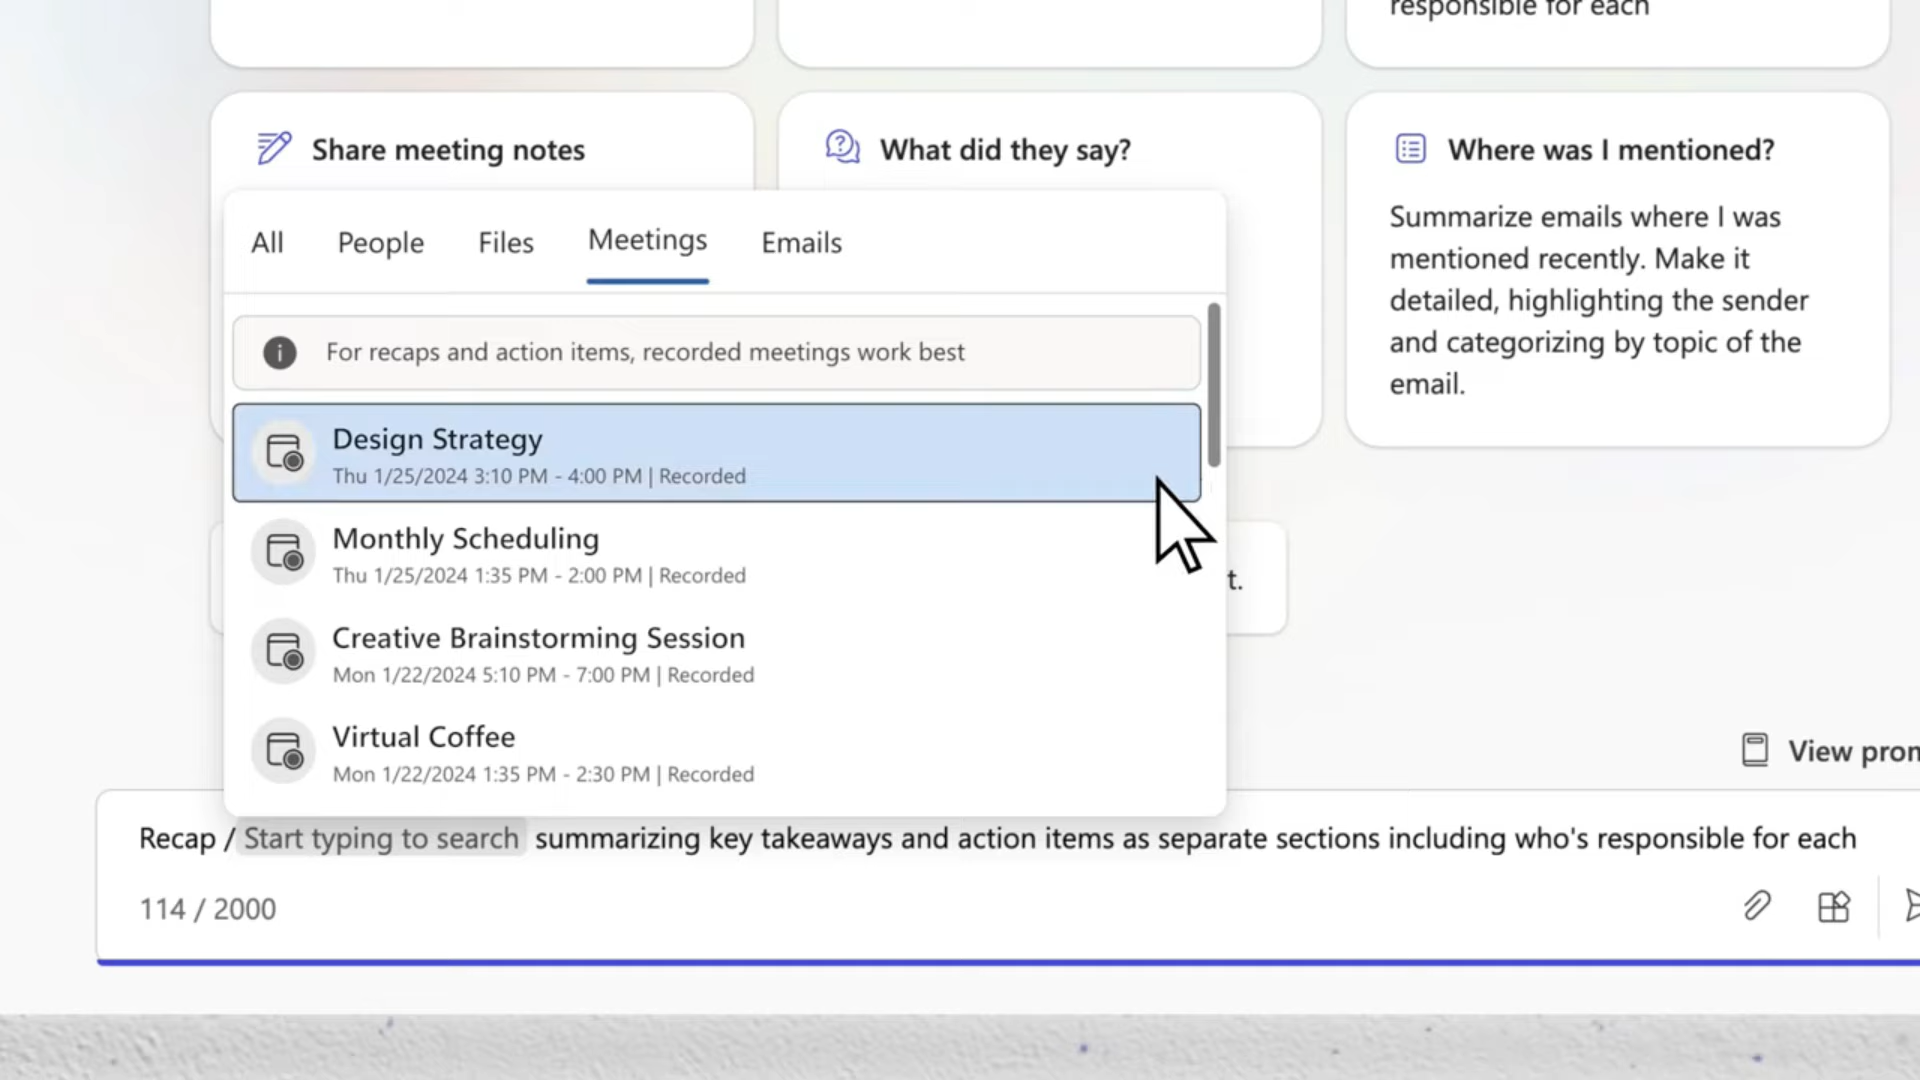 responsible for each
Share meeting notes
What did they say?
Where was I mentioned?
Summarize emails where I was
mentioned recently. Make it
detailed, highlighting the sender
and categorizing by topic of the
email.
All People Files Meetings Emails
For recaps and action items, recorded meetings work best
Design Strategy
Thu 1/25/2024 3:10 PM - 4:00 PM | Recorded
Monthly Scheduling
Thu 1/25/2024 1:35 PM - 2:00 PM | Recorded
t.
Creative Brainstorming Session
Mon 1/22/2024 5:10 PM - 7:00 PM | Recorded
Virtual Coffee
Mon 1/22/2024 1:35 PM - 2:30 PM | Recorded
View prom
Recap / Start typing to search summarizing key takeaways and action items as separate sections including who's responsible for each
114 / 2000